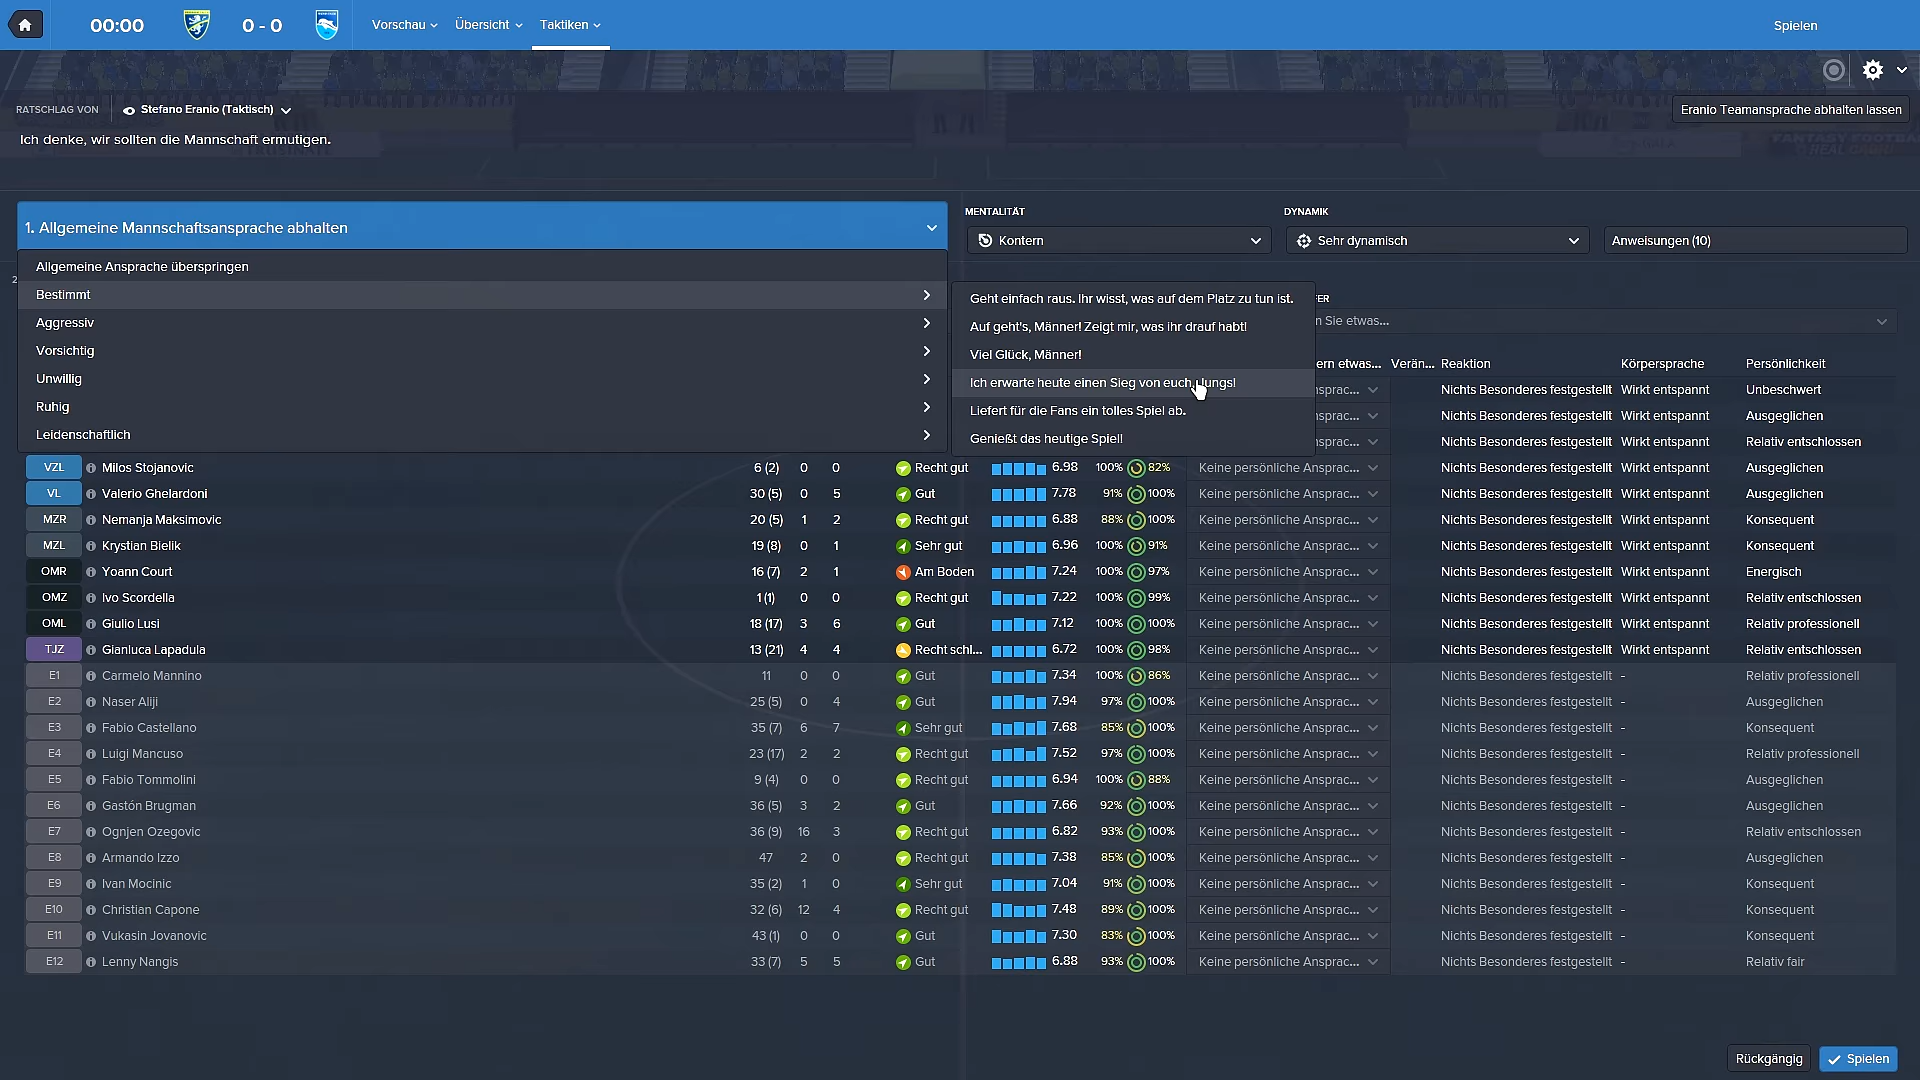 00:00
0 - 0
Vorschau
Übersicht
Taktiken
Spielen
RATSCHLAG VON
Stefano Eranio (Taktisch)
Eranio Teamansprache abhalten lassen
Ich denke, wir sollten die Mannschaft ermutigen.
1. Allgemeine Mannschaftsansprache abhalten
MENTALITÄT
Kontern
DYNAMIK
Sehr dynamisch
Anweisungen (10)
Allgemeine Ansprache überspringen
Bestimmt
Aggressiv
Vorsichtig
Unwillig
Ruhig
Leidenschaftlich
Geht einfach raus. Ihr wisst, was auf dem Platz zu tun ist.
Auf geht's, Männer! Zeigt mir, was ihr drauf habt!
Viel Glück, Männer!
Ich erwarte heute einen Sieg von euch, Jungs!
Liefert für die Fans ein tolles Spiel ab.
Genießt das heutige Spiel!
FER
n Sie etwas...
ern etwas... Verän... Reaktion Körpersprache Persönlichkeit
sprac... Nichts Besonderes festgestellt Wirkt entspannt Unbeschwert
sprac... Nichts Besonderes festgestellt Wirkt entspannt Ausgeglichen
sprac... Nichts Besonderes festgestellt Wirkt entspannt Relativ entschlossen
VZL Milos Stojanovic 6 (2) 0 0 Recht gut 6.98 100% 82% Keine persönliche Ansprac... Nichts Besonderes festgestellt Wirkt entspannt Ausgeglichen
VL Valerio Ghelardoni 30 (5) 0 5 Gut 7.78 91% 100% Keine persönliche Ansprac... Nichts Besonderes festgestellt Wirkt entspannt Ausgeglichen
MZR Nemanja Maksimovic 20 (5) 1 2 Recht gut 6.88 88% 100% Keine persönliche Ansprac... Nichts Besonderes festgestellt Wirkt entspannt Konsequent
MZL Krystian Bielik 19 (8) 0 1 Sehr gut 6.96 100% 91% Keine persönliche Ansprac... Nichts Besonderes festgestellt Wirkt entspannt Konsequent
OMR Yoann Court 16 (7) 2 1 Am Boden 7.24 100% 97% Keine persönliche Ansprac... Nichts Besonderes festgestellt Wirkt entspannt Energisch
OMZ Ivo Scordella 1 (1) 0 0 Recht gut 7.22 100% 99% Keine persönliche Ansprac... Nichts Besonderes festgestellt Wirkt entspannt Relativ entschlossen
OML Giulio Lusi 18 (17) 3 6 Gut 7.12 100% 100% Keine persönliche Ansprac... Nichts Besonderes festgestellt Wirkt entspannt Relativ professionell
TJZ Gianluca Lapadula 13 (21) 4 4 Recht schl... 6.72 100% 98% Keine persönliche Ansprac... Nichts Besonderes festgestellt Wirkt entspannt Relativ entschlossen
E1 Carmelo Mannino 11 0 0 Gut 7.34 100% 86% Keine persönliche Ansprac... Nichts Besonderes festgestellt - Relativ professionell
E2 Naser Aliji 25 (5) 0 4 Gut 7.94 97% 100% Keine persönliche Ansprac... Nichts Besonderes festgestellt - Ausgeglichen
E3 Fabio Castellano 35 (7) 6 7 Sehr gut 7.68 85% 100% Keine persönliche Ansprac... Nichts Besonderes festgestellt - Konsequent
E4 Luigi Mancuso 23 (17) 2 2 Recht gut 7.52 97% 100% Keine persönliche Ansprac... Nichts Besonderes festgestellt - Relativ professionell
E5 Fabio Tommolini 9 (4) 0 0 Recht gut 6.94 100% 88% Keine persönliche Ansprac... Nichts Besonderes festgestellt - Ausgeglichen
E6 Gastón Brugman 36 (5) 3 2 Gut 7.66 92% 100% Keine persönliche Ansprac... Nichts Besonderes festgestellt - Ausgeglichen
E7 Ognjen Ozegovic 36 (9) 16 3 Recht gut 6.82 93% 100% Keine persönliche Ansprac... Nichts Besonderes festgestellt - Relativ entschlossen
E8 Armando Izzo 47 2 0 Recht gut 7.38 85% 100% Keine persönliche Ansprac... Nichts Besonderes festgestellt - Ausgeglichen
E9 Ivan Mocinic 35 (2) 1 0 Sehr gut 7.04 91% 100% Keine persönliche Ansprac... Nichts Besonderes festgestellt - Konsequent
E10 Christian Capone 32 (6) 12 4 Recht gut 7.48 89% 100% Keine persönliche Ansprac... Nichts Besonderes festgestellt - Konsequent
E11 Vukasin Jovanovic 43 (1) 0 0 Gut 7.30 83% 100% Keine persönliche Ansprac... Nichts Besonderes festgestellt - Konsequent
E12 Lenny Nangis 33 (7) 5 5 Gut 6.88 93% 100% Keine persönliche Ansprac... Nichts Besonderes festgestellt - Relativ fair
Rückgängig
Spielen